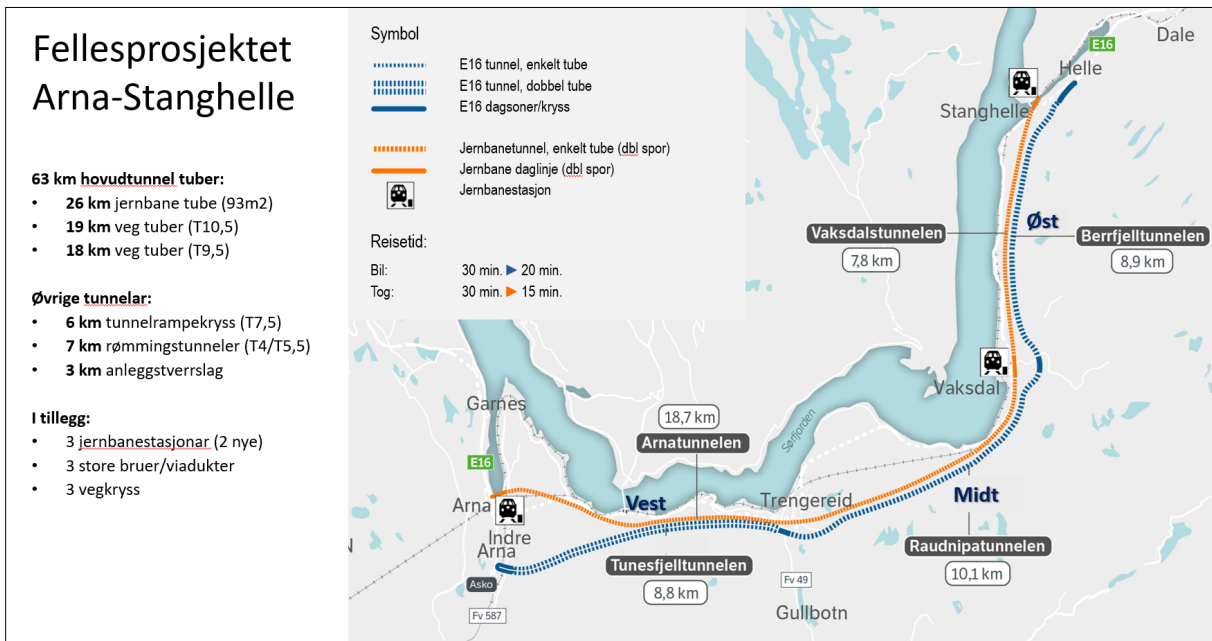 Fellesprosjektet
Arna-Stanghelle
63 km hovudtunnel tuber:
• 26 km jernbane tube (93m2)
• 19 km veg tuber (T10,5)
• 18 km veg tuber (T9,5)
Øvrige tunnelar:
• 6 km tunnelrampekryss (T7,5)
• 7 km rømmingstunneler (T4/T5,5)
• 3 km anleggstverrslag
I tillegg:
• 3 jernbanestasjonar (2 nye)
• 3 store bruer/viadukter
• 3 vegkryss
Symbol
E16 tunnel, enkelt tube
E16 tunnel, dobbel tube
E16 dagsoner/kryss
Jernbanetunnel, enkelt tube (dbl spor)
Jernbane daglinje (dbl spor)
Jernbanestasjon
Reisetid:
Bil: 30 min. ► 20 min.
Tog: 30 min. ► 15 min.
Dale
E16
Helle
Stanghelle
Øst
Vaksdalstunnelen
7,8 km
Berrfjelltunnelen
8,9 km
Vaksdal
Garnes
18,7 km
Arnatunnelen
Sørfjorden
E16
Arna
Vest
Trengereid
Midt
Indre
Arna
Raudnipatunnelen
10,1 km
Tunesfjelltunnelen
8,8 km
Asko
Fv 49
Fv 587
Gullbotn
N